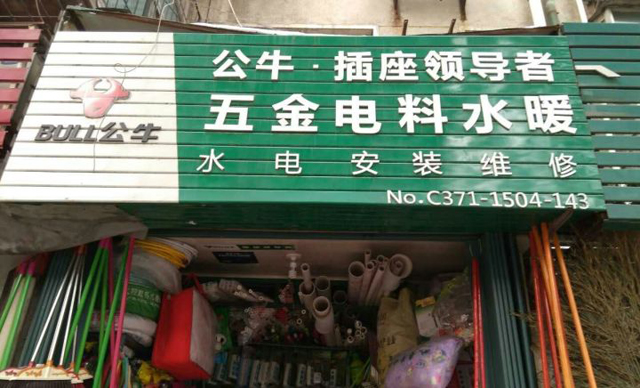 BULL公牛
公牛·插座领导者
五金电料水暖
水电安装维修
No.C371-1504-143